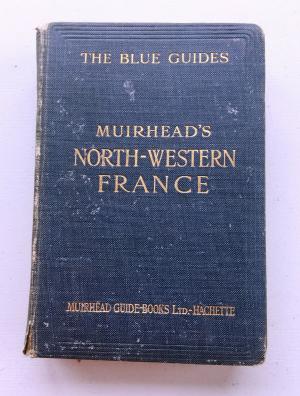 THE BLUE GUIDES
MUIRHEAD'S
NORTH-WESTERN
FRANCE
MUIRHEAD GUIDE-BOOKS LTD.-HACHETTE